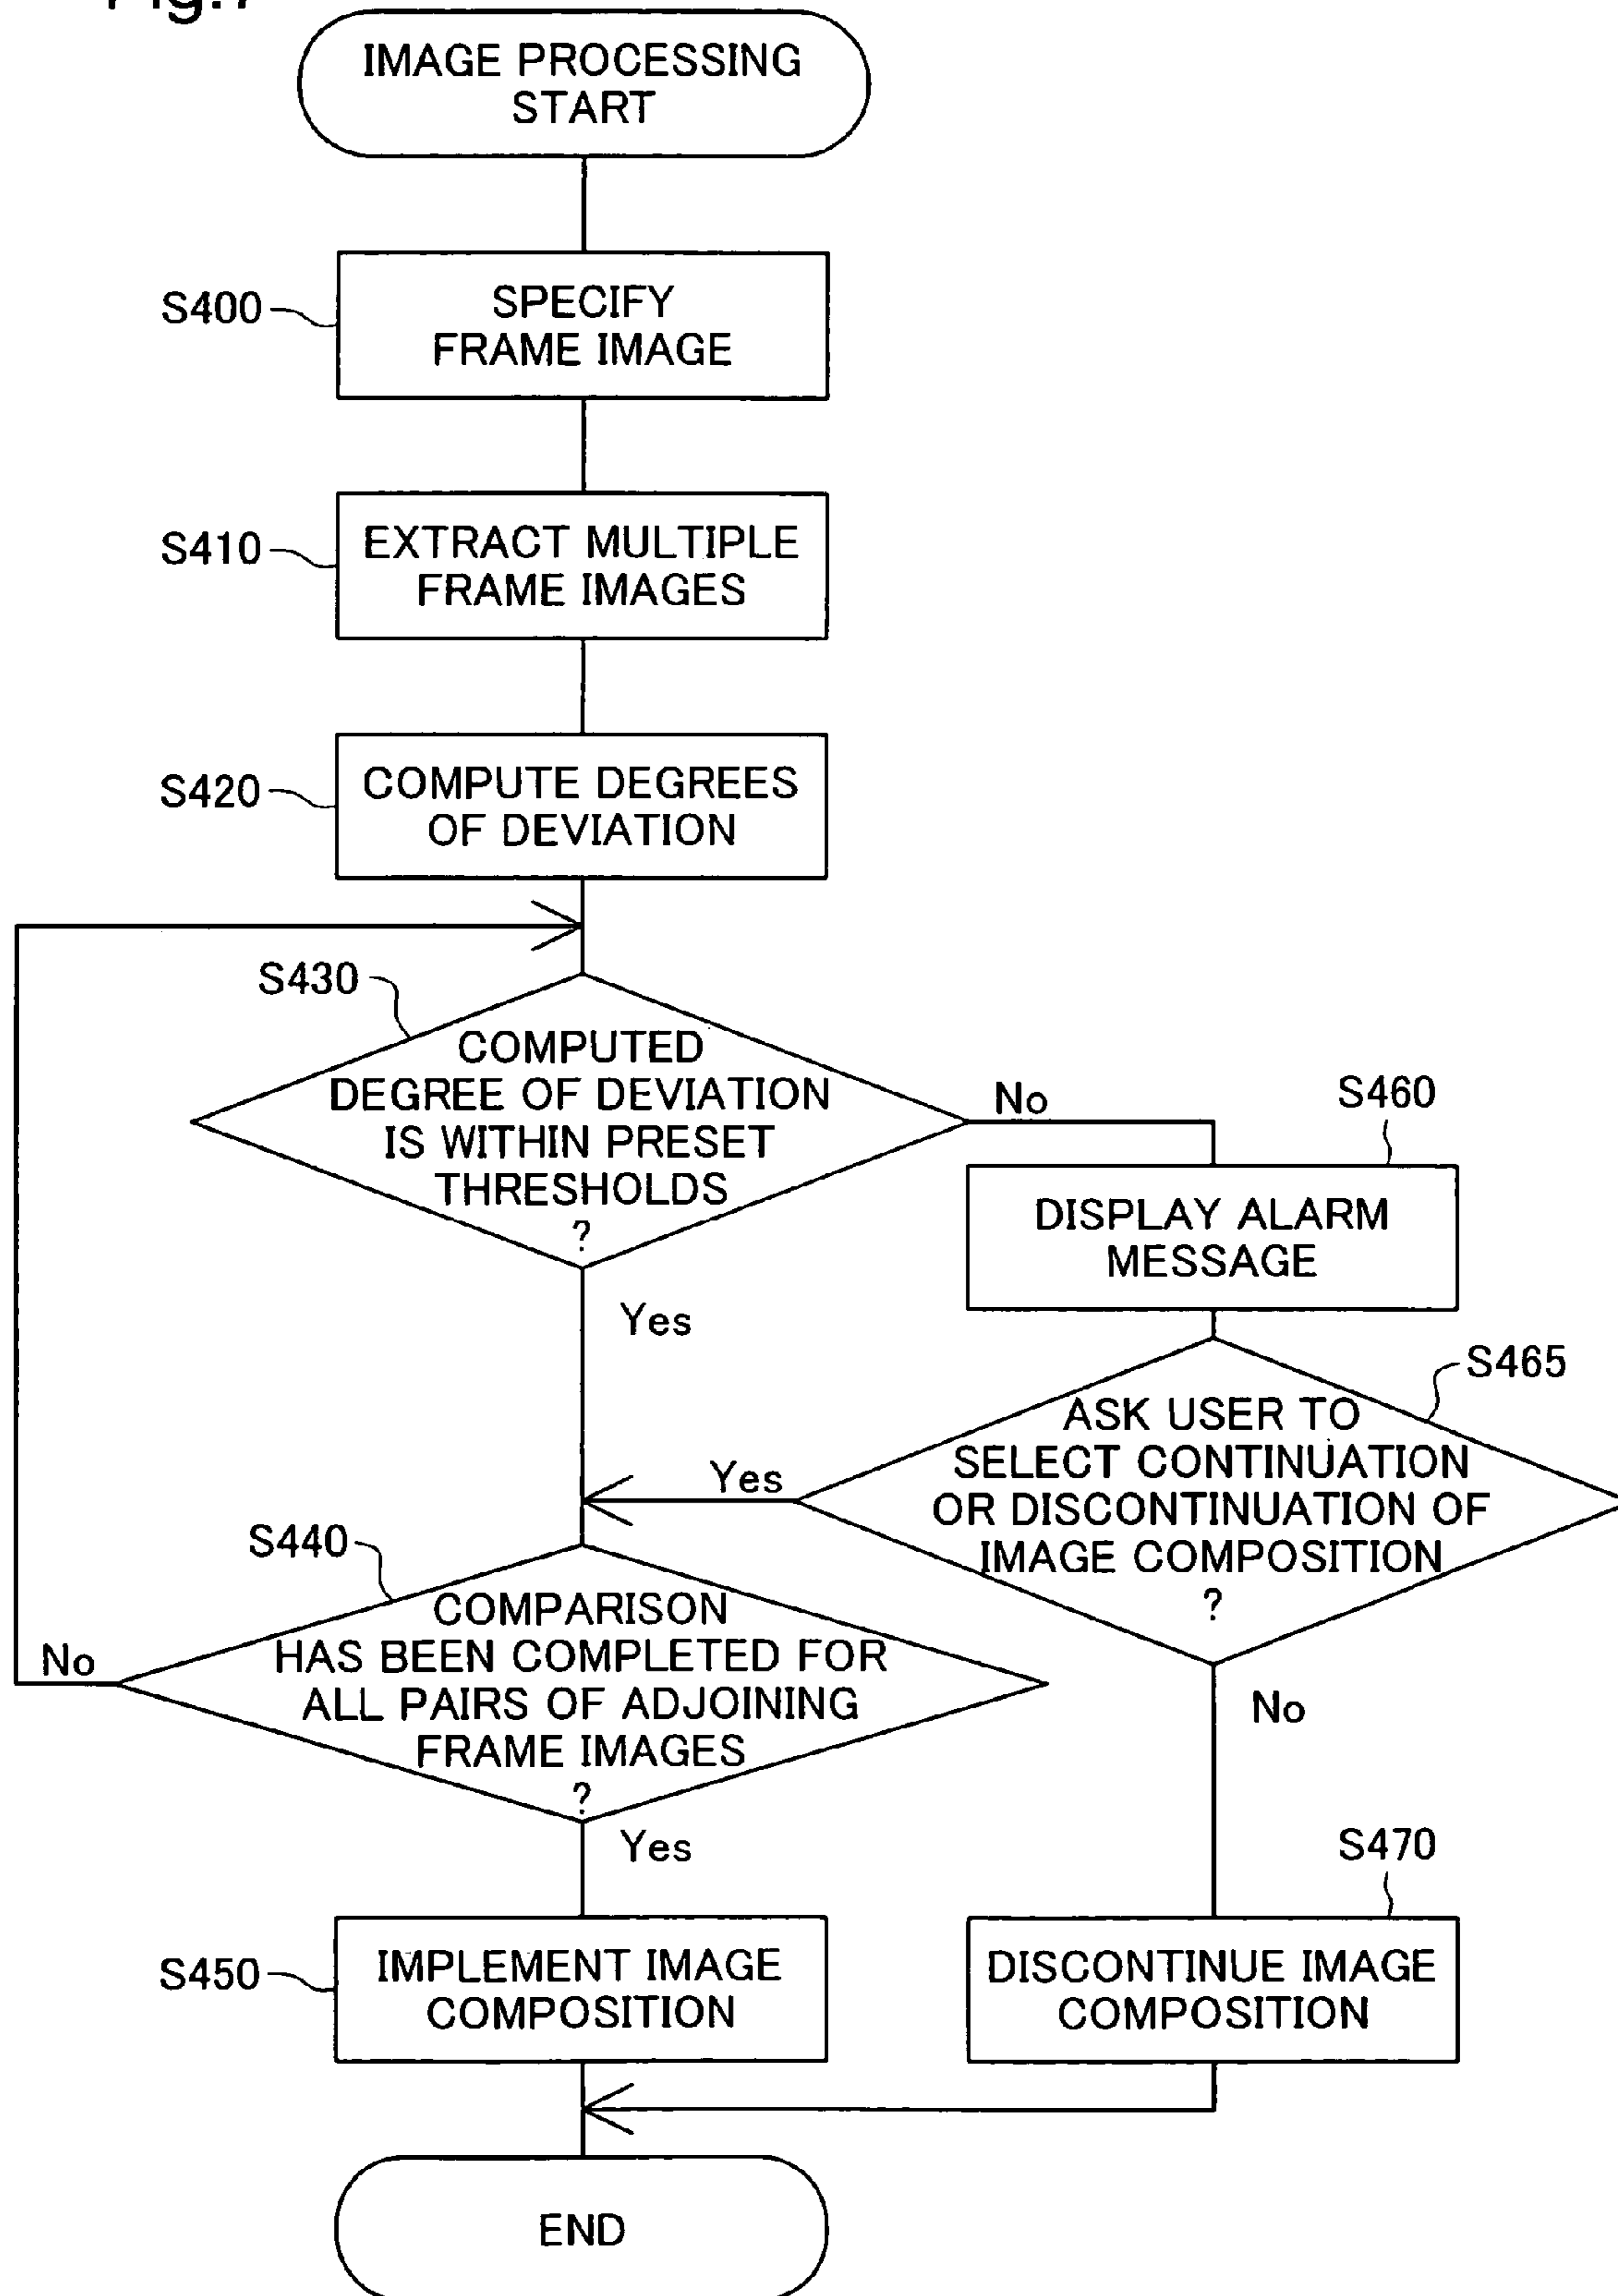 Fig.7
IMAGE PROCESSING
START
S400
SPECIFY
FRAME IMAGE
S410
EXTRACT MULTIPLE
FRAME IMAGES
S420
COMPUTE DEGREES
OF DEVIATION
S430
COMPUTED
DEGREE OF DEVIATION
IS WITHIN PRESET
THRESHOLDS
?
No
Yes
S460
DISPLAY ALARM
MESSAGE
S465
ASK USER TO
SELECT CONTINUATION
OR DISCONTINUATION OF
IMAGE COMPOSITION
?
Yes
No
S440
COMPARISON
HAS BEEN COMPLETED FOR
ALL PAIRS OF ADJOINING
FRAME IMAGES
?
No
Yes
S450
IMPLEMENT IMAGE
COMPOSITION
S470
DISCONTINUE IMAGE
COMPOSITION
END